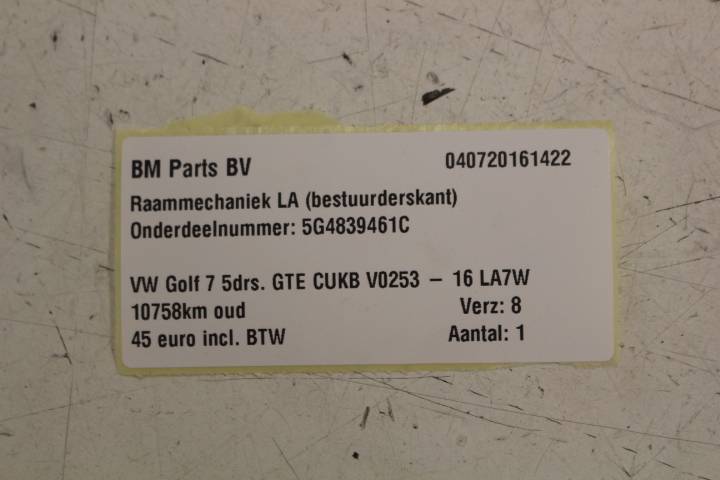 BM Parts BV 040720161422
Raammechaniek LA (bestuurderskant)
Onderdeelnummer: 5G4839461C
VW Golf 7 5drs. GTE CUKB V0253 – 16 LA7W
10758km oud Verz: 8
45 euro incl. BTW Aantal: 1